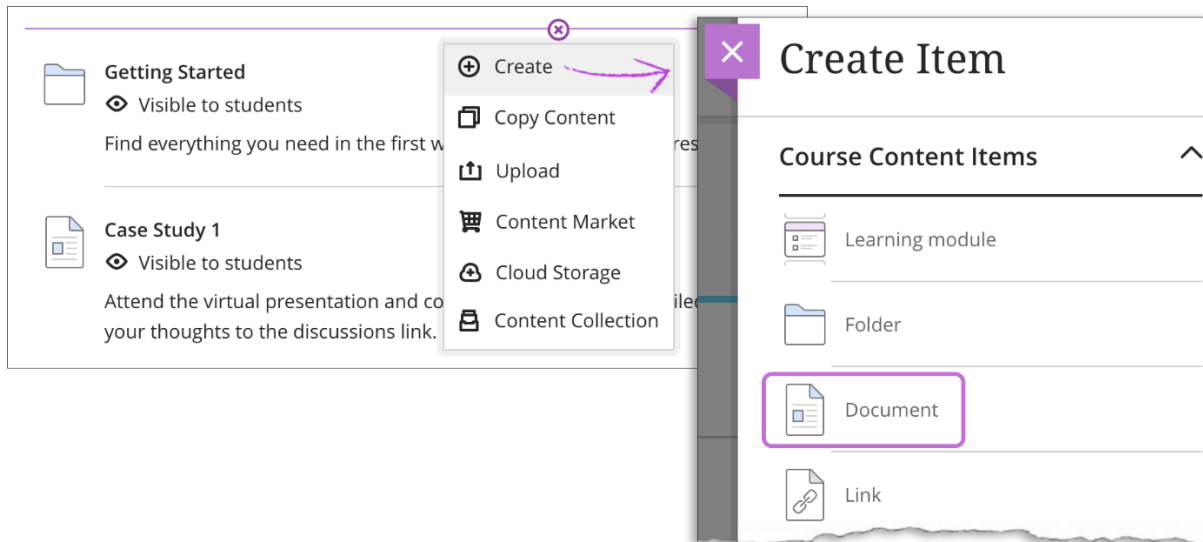 Getting Started
Visible to students
Find everything you need in the first w
res
Case Study 1
Visible to students
Attend the virtual presentation and co
iled
your thoughts to the discussions link.
Create
Copy Content
Upload
Content Market
Cloud Storage
Content Collection
Create Item
Course Content Items
Learning module
Folder
Document
Link